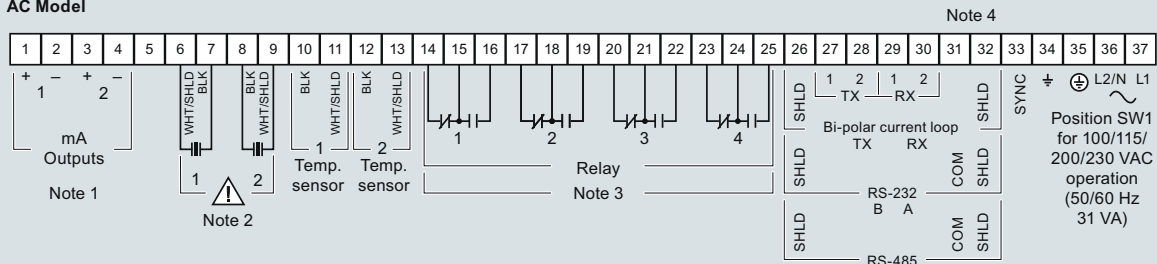 AC Model
Note 4
1 2 3 4 5 6 7 8 9 10 11 12 13 14 15 16 17 18 19 20 21 22 23 24 25 26 27 28 29 30 31 32 33 34 35 36 37
+ – + –
1 2
mA
Outputs
Note 1
WHT/SHLD
BLK
BLK
WHT/SHLD
1 2
Note 2
BLK
WHT/SHLD
1
Temp.
sensor
BLK
WHT/SHLD
2
Temp.
sensor
1 2 3 4
Relay
Note 3
SHLD
1 2 1 2
TX RX
SHLD
Bi-polar current loop
SHLD
TX RX
COM
SHLD
RS-232
SHLD
B A
COM
SHLD
RS-485
SYNC
L2/N L1
Position SW1
for 100/115/
200/230 VAC
operation
(50/60 Hz
31 VA)